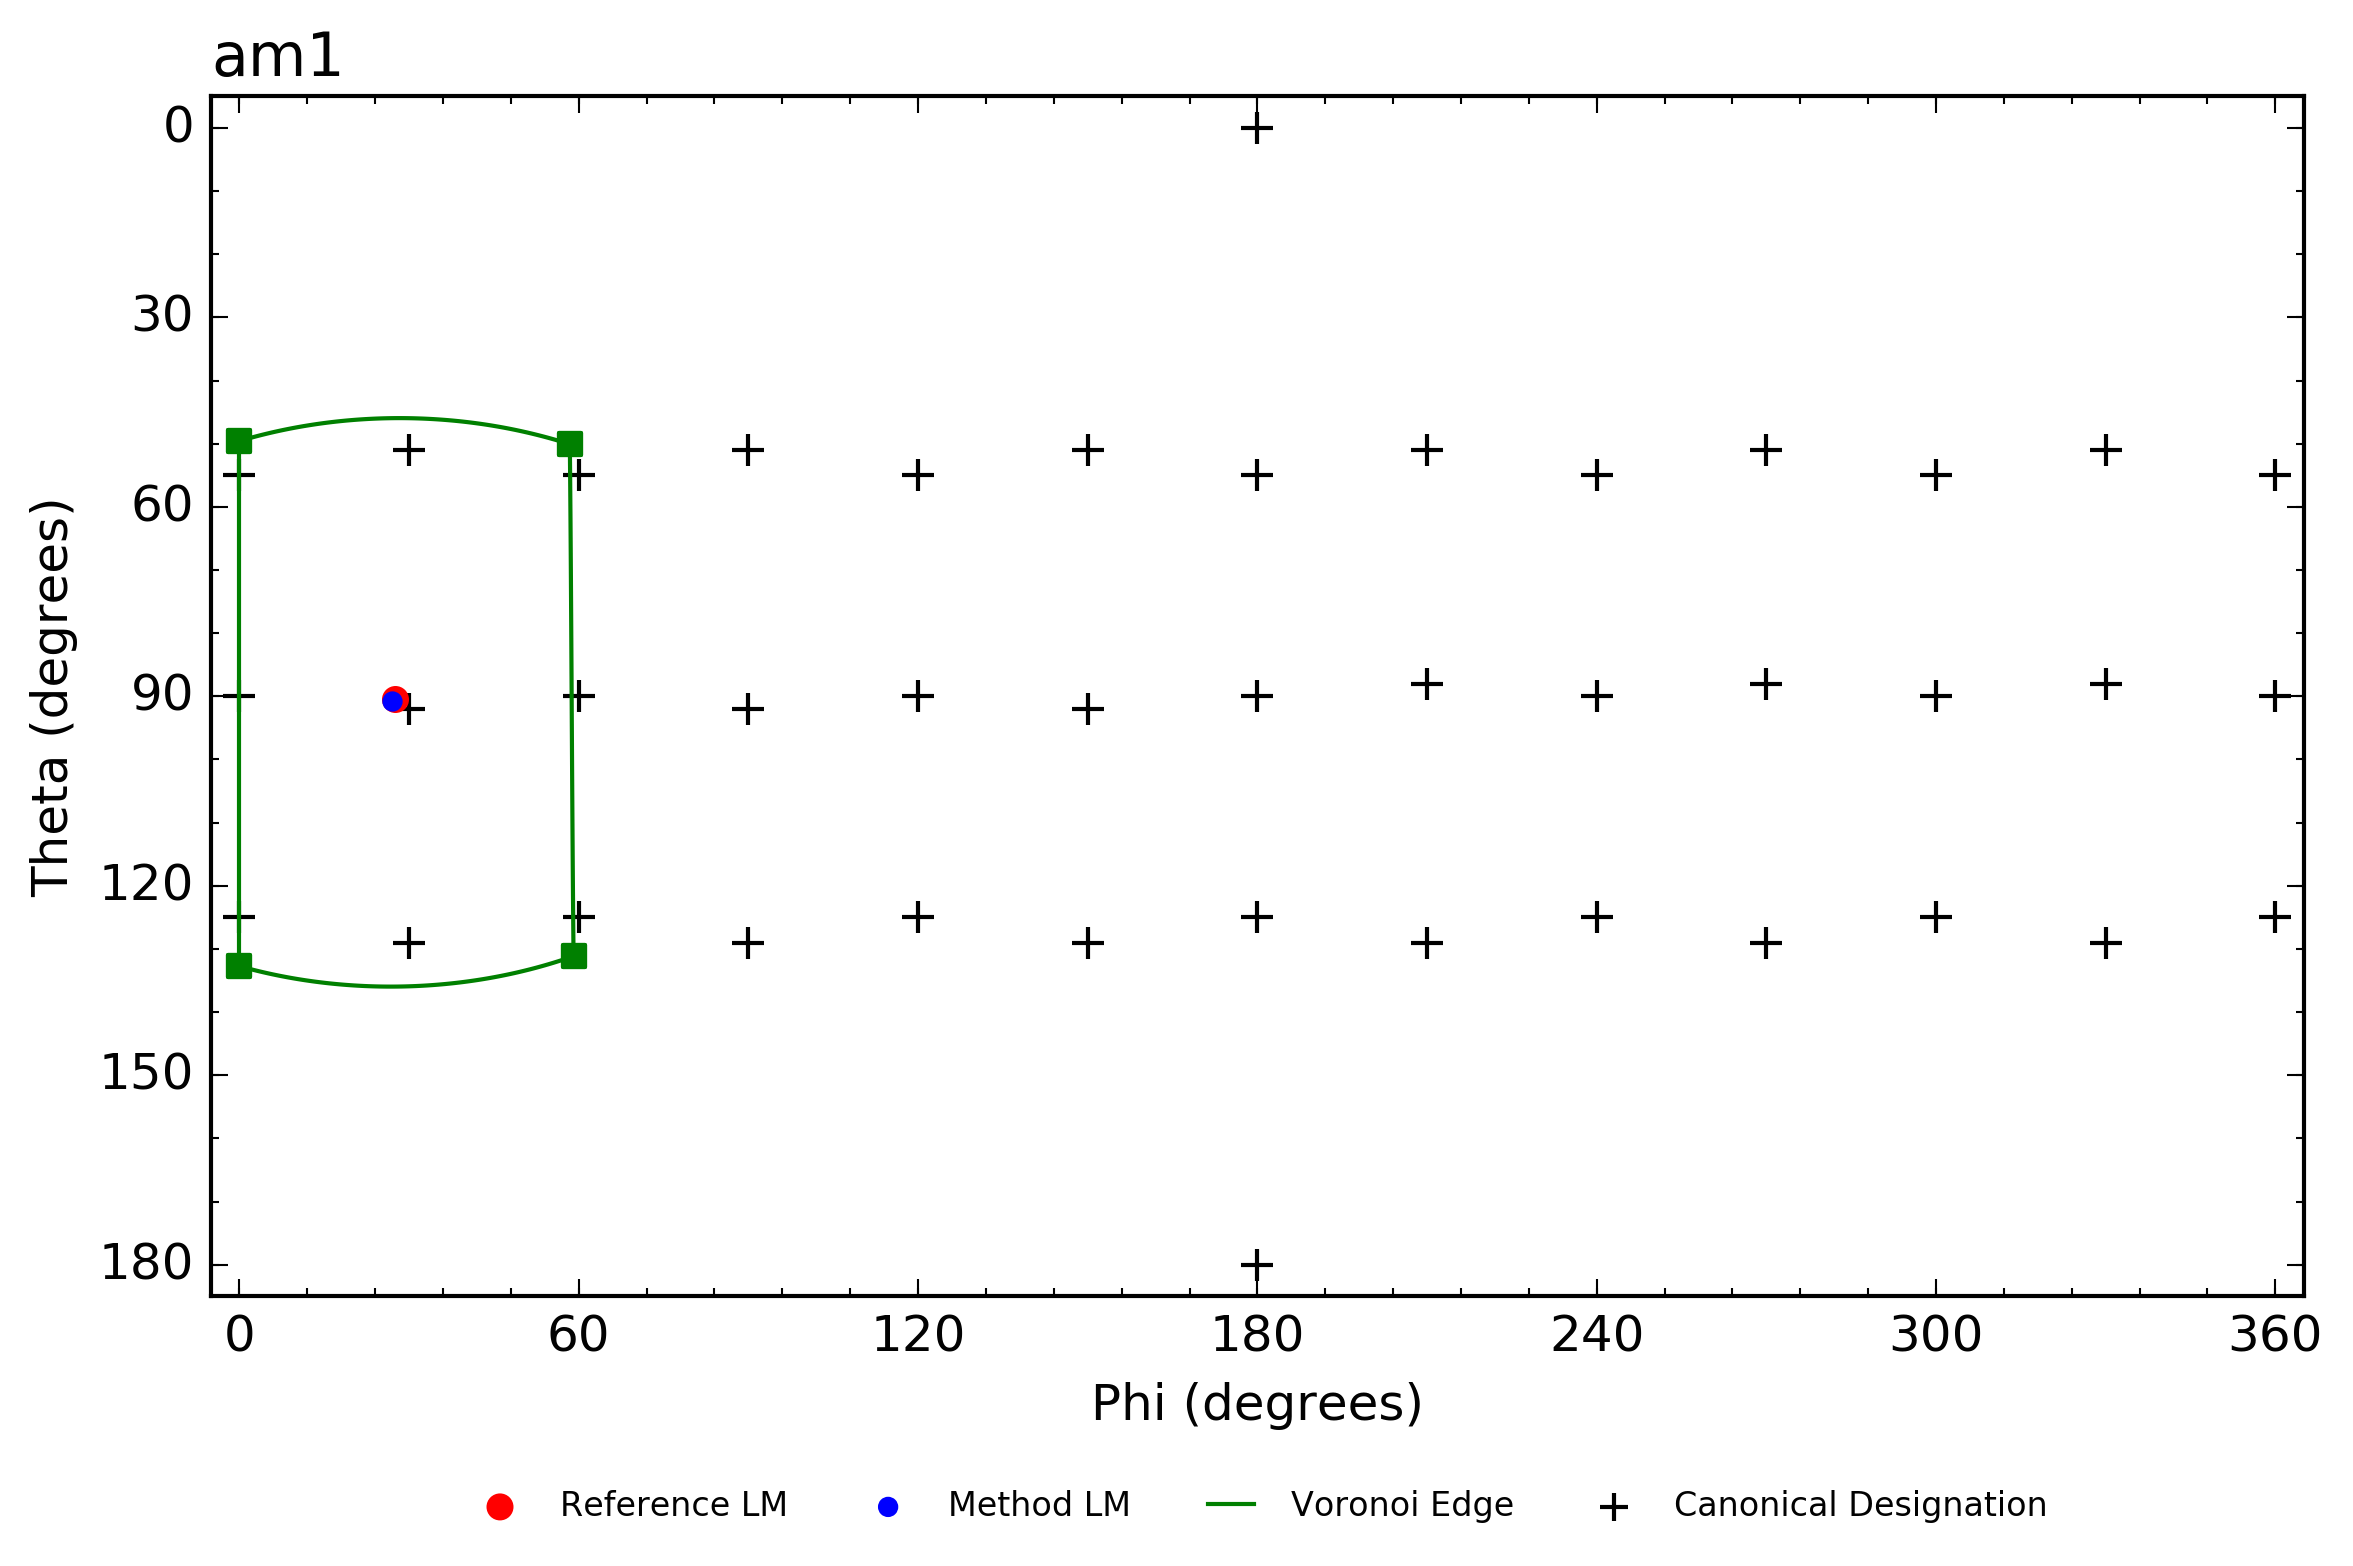 am1
0
30
60
90
120
150
180
Theta (degrees)
0 60 120 180 240 300 360
Phi (degrees)
Reference LM Method LM Voronoi Edge Canonical Designation